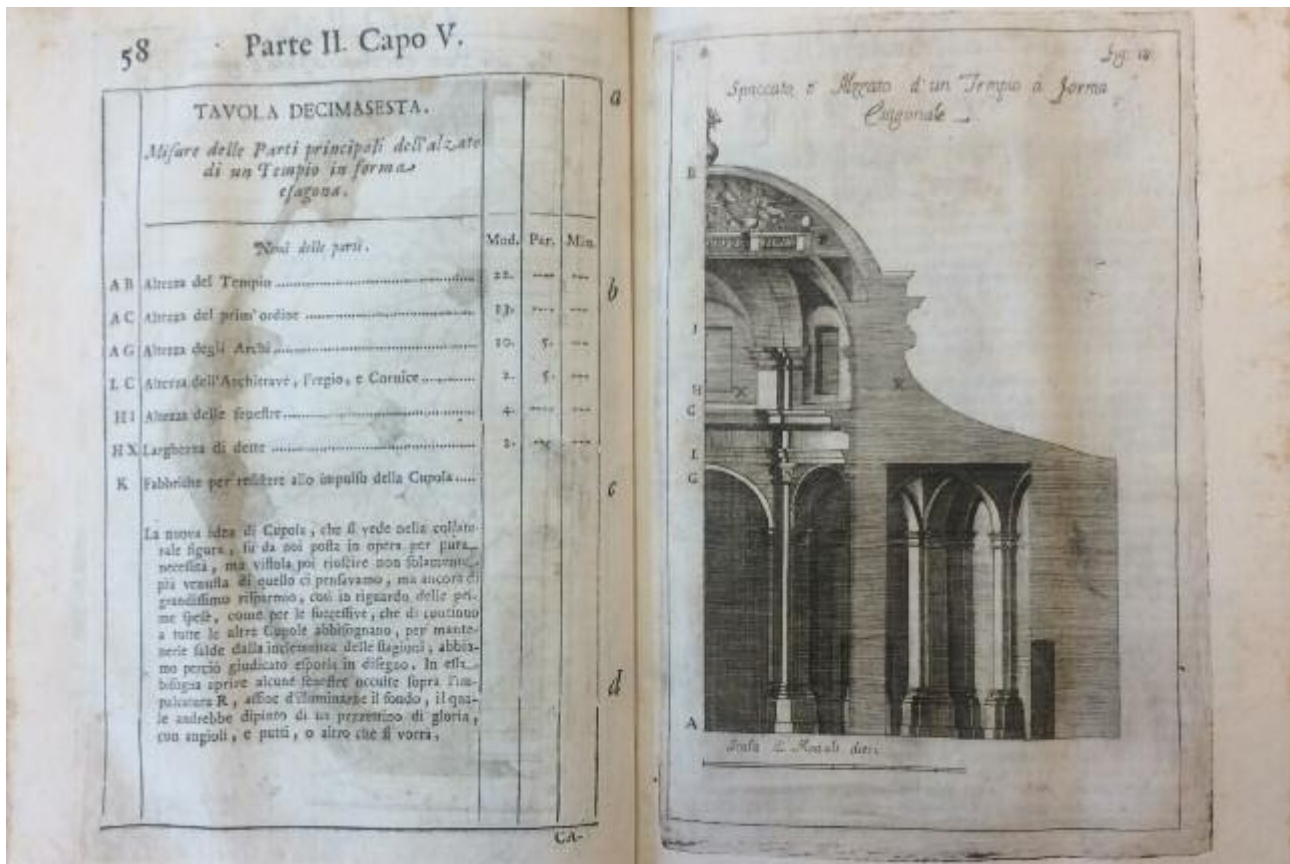 58 Parte II. Capo V.
TAVOLA DECIMASESTA.
Misure delle Parti principali dell'alzato
di un Tempio in forma
esagona.
Nomi delle parti. Mod. Par. Min.
A B Altezza del Tempio 22.
A C Altezza del prim'ordine 13.
A G Altezza degli Archi 10. 5.
L C Altezza dell'Architrave, Fregio, e Cornice 2. 5.
H I Altezza delle fenestre 4.
H X Larghezza di dette 2.
K Fabbriche per resistere allo impulso della Cupola
La nuova idea di Cupola, che si vede nella collate-
rale figura, fù da noi posta in opera per pura
necessità, ma vistola poi riuscire non solamente
più venusta di quello ci pensavamo, ma ancora di
grandissimo risparmio, così in riguardo delle pri-
me spese, come per le successive, che di continuo
a tutte le altre Cupole abbisognano, per mante-
nerle salde dalla inclemenza delle stagioni, abbia-
mo perciò giudicato esporla in disegno. In essa
bisogna aprire alcune fenestre occulte sopra l'im-
palcatura R, affine d'illuminarne il fondo, il qua-
le andrebbe dipinto di un pezzettino di gloria,
con angioli, e putti, o altro che si vorrà,
CA-
a
b
c
d
Spaccato e Alzato d'un Tempio à forma
B
I
H X K
C
L
G
A
Scala di Moduli dieci